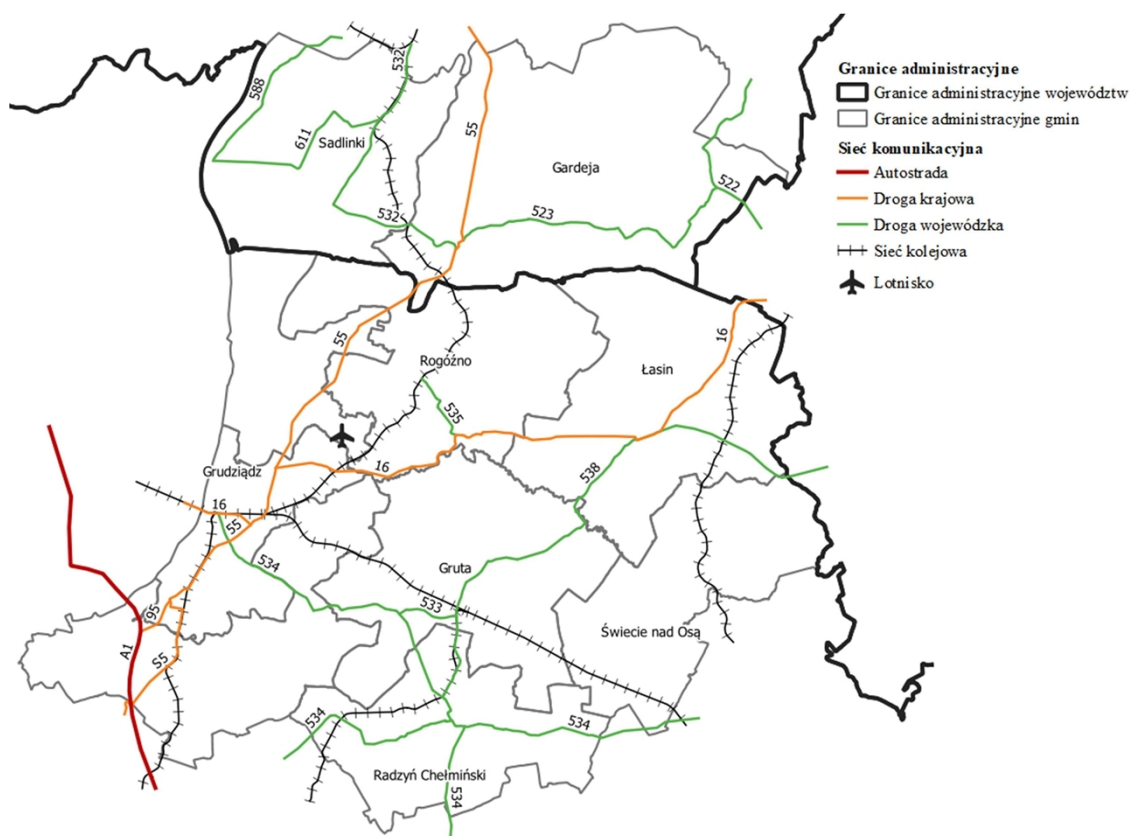 532
588
55
611
Sadlinki
Gardeja
522
532
523
Granice administracyjne
Granice administracyjne województw
Granice administracyjne gmin
Sieć komunikacyjna
Autostrada
Droga krajowa
Droga wojewódzka
Sieć kolejowa
Lotnisko
55
16
Rogóźno
Łasin
535
16
Grudziądz
538
16
55
534
Gruta
533
95
Świecie nad Osą
A1
S5
534
534
Radzyń Chełmiński
534